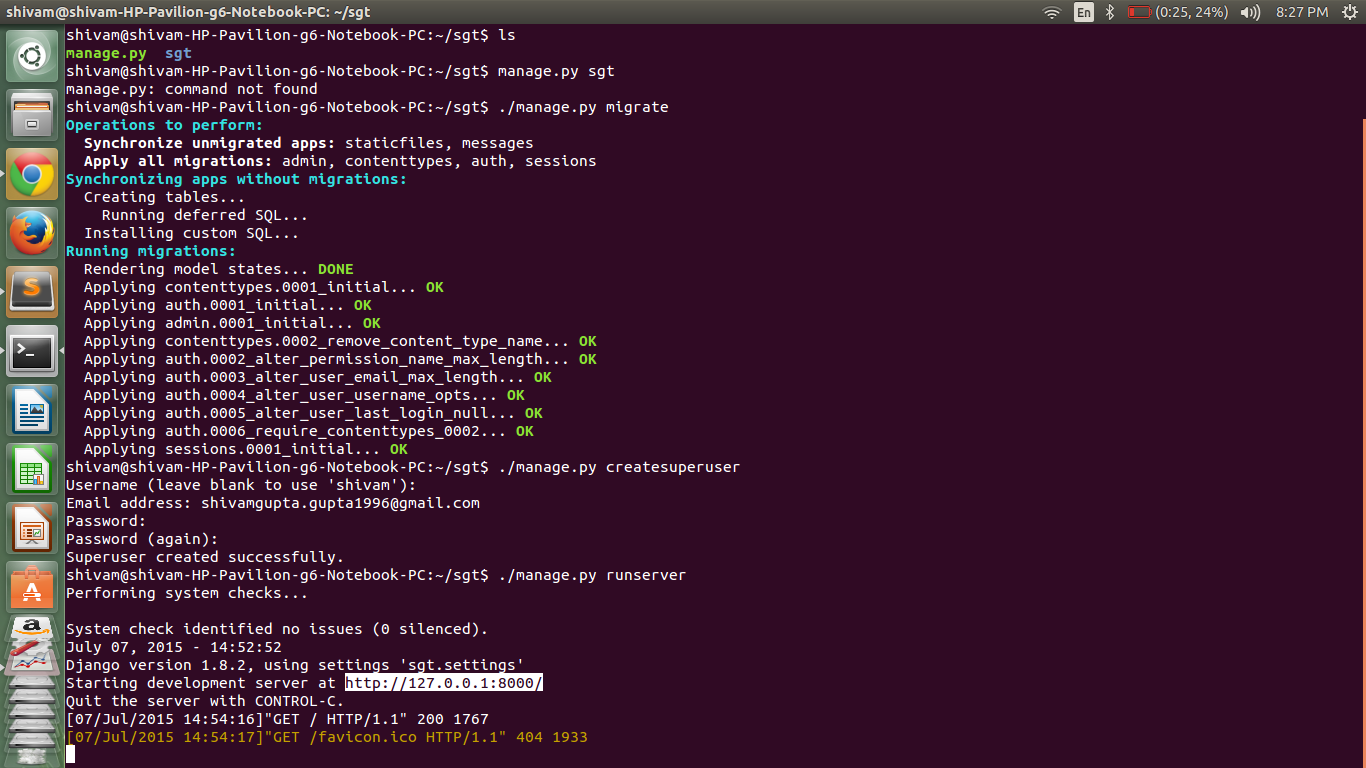 shivam@shivam-HP-Pavilion-g6-Notebook-PC: ~/sgt
En
(0:25, 24%)
8:27 PM
shivam@shivam-HP-Pavilion-g6-Notebook-PC:~/sgt$ ls
manage.py  sgt
shivam@shivam-HP-Pavilion-g6-Notebook-PC:~/sgt$ manage.py sgt
manage.py: command not found
shivam@shivam-HP-Pavilion-g6-Notebook-PC:~/sgt$ ./manage.py migrate
Operations to perform:
  Synchronize unmigrated apps: staticfiles, messages
  Apply all migrations: admin, contenttypes, auth, sessions
Synchronizing apps without migrations:
  Creating tables...
    Running deferred SQL...
  Installing custom SQL...
Running migrations:
  Rendering model states... DONE
  Applying contenttypes.0001_initial... OK
  Applying auth.0001_initial... OK
  Applying admin.0001_initial... OK
  Applying contenttypes.0002_remove_content_type_name... OK
  Applying auth.0002_alter_permission_name_max_length... OK
  Applying auth.0003_alter_user_email_max_length... OK
  Applying auth.0004_alter_user_username_opts... OK
  Applying auth.0005_alter_user_last_login_null... OK
  Applying auth.0006_require_contenttypes_0002... OK
  Applying sessions.0001_initial... OK
shivam@shivam-HP-Pavilion-g6-Notebook-PC:~/sgt$ ./manage.py createsuperuser
Username (leave blank to use 'shivam'):
Email address: shivamgupta.gupta1996@gmail.com
Password:
Password (again):
Superuser created successfully.
shivam@shivam-HP-Pavilion-g6-Notebook-PC:~/sgt$ ./manage.py runserver
Performing system checks...
System check identified no issues (0 silenced).
July 07, 2015 - 14:52:52
Django version 1.8.2, using settings 'sgt.settings'
Starting development server at http://127.0.0.1:8000/
Quit the server with CONTROL-C.
[07/Jul/2015 14:54:16]"GET / HTTP/1.1" 200 1767
[07/Jul/2015 14:54:17]"GET /favicon.ico HTTP/1.1" 404 1933